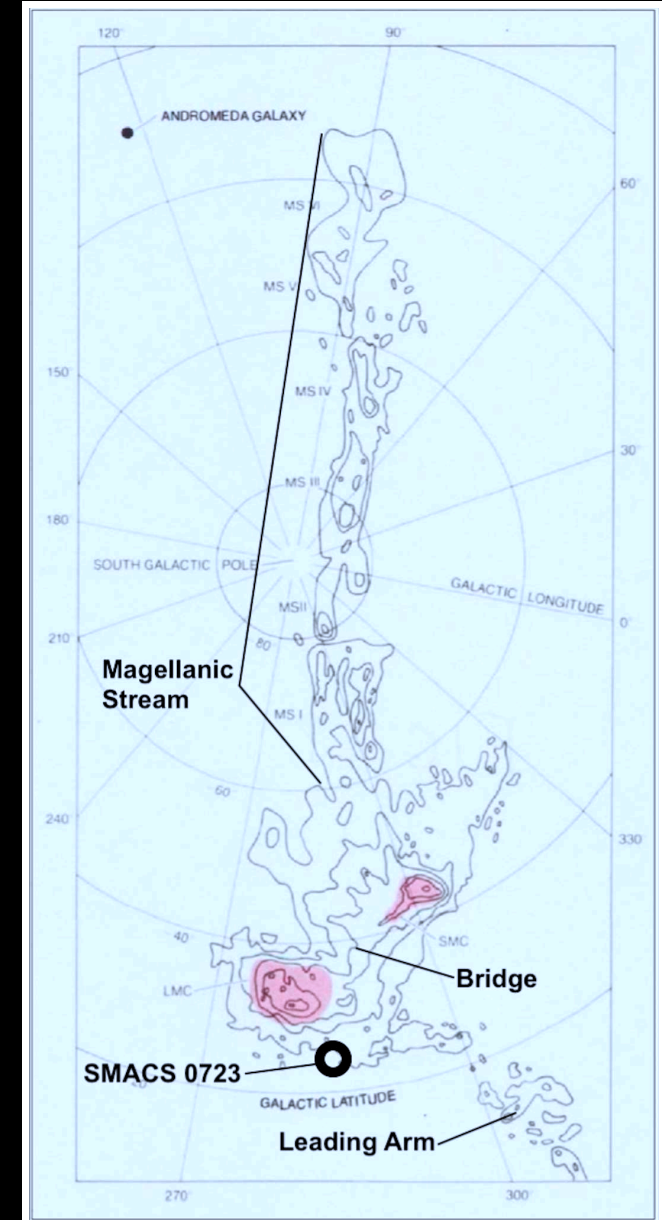 120°
90°
ANDROMEDA GALAXY
60°
MS VI
MS V
150°
MS IV
30°
MS III
180
SOUTH GALACTIC POLE
GALACTIC LONGITUDE
MSII
0°
210°
80
Magellanic
Stream
MS I
60
240
330
40
SMC
LMC
Bridge
SMACS 0723
GALACTIC LATITUDE
Leading Arm
270°
300°